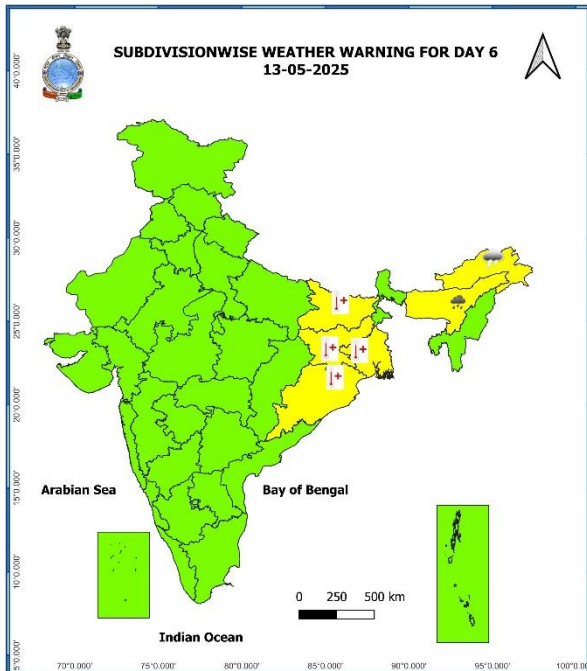 SUBDIVISIONWISE WEATHER WARNING FOR DAY 6
13-05-2025
40°0.000'
35°0.000'
30°0.000'
25°0.000'
20°0.000'
15°0.000'
10°0.000'
5°0.000'
Arabian Sea
Bay of Bengal
0 250 500 km
Indian Ocean
70°0.000' 75°0.000' 80°0.000' 85°0.000' 90°0.000' 95°0.000' 100°0.0